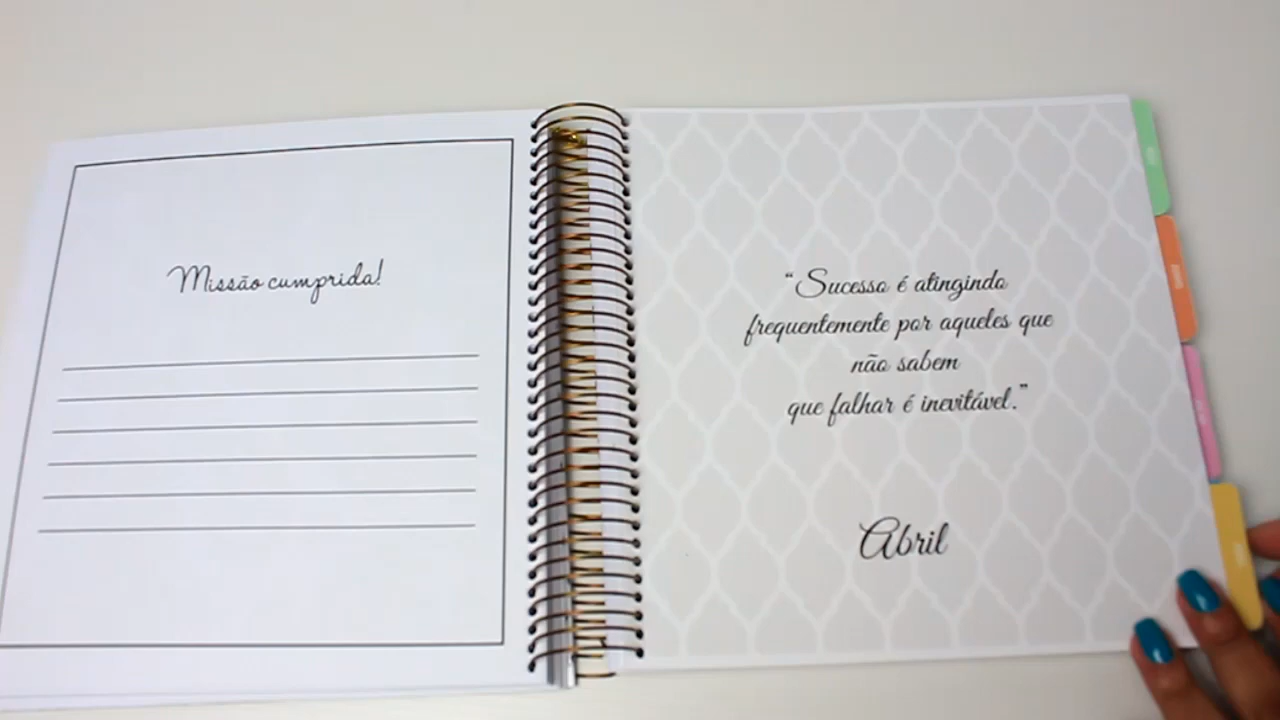 Missão cumprida!
“Sucesso é atingindo
frequentemente por aqueles que
não sabem
que falhar é inevitável.”
Abril